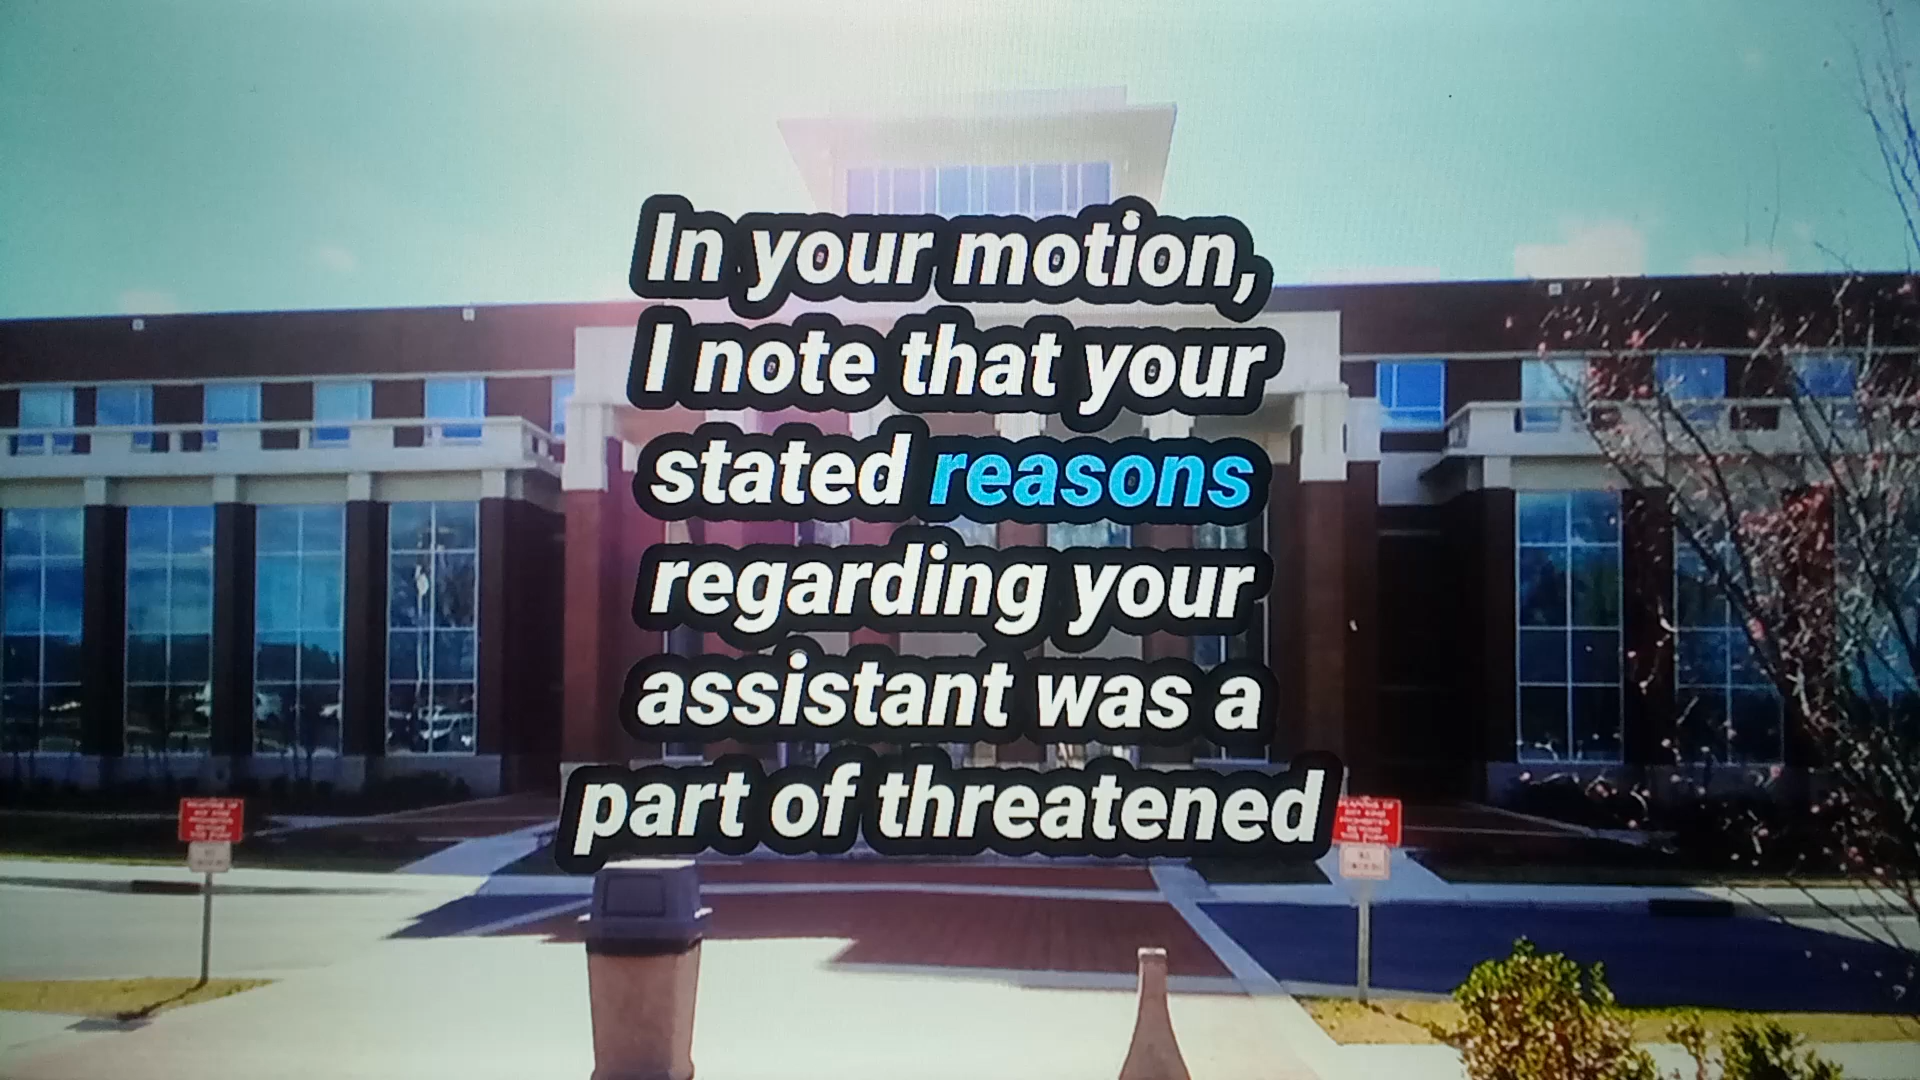 In your motion,
I note that your
stated reasons
regarding your
assistant was a
part of threatened